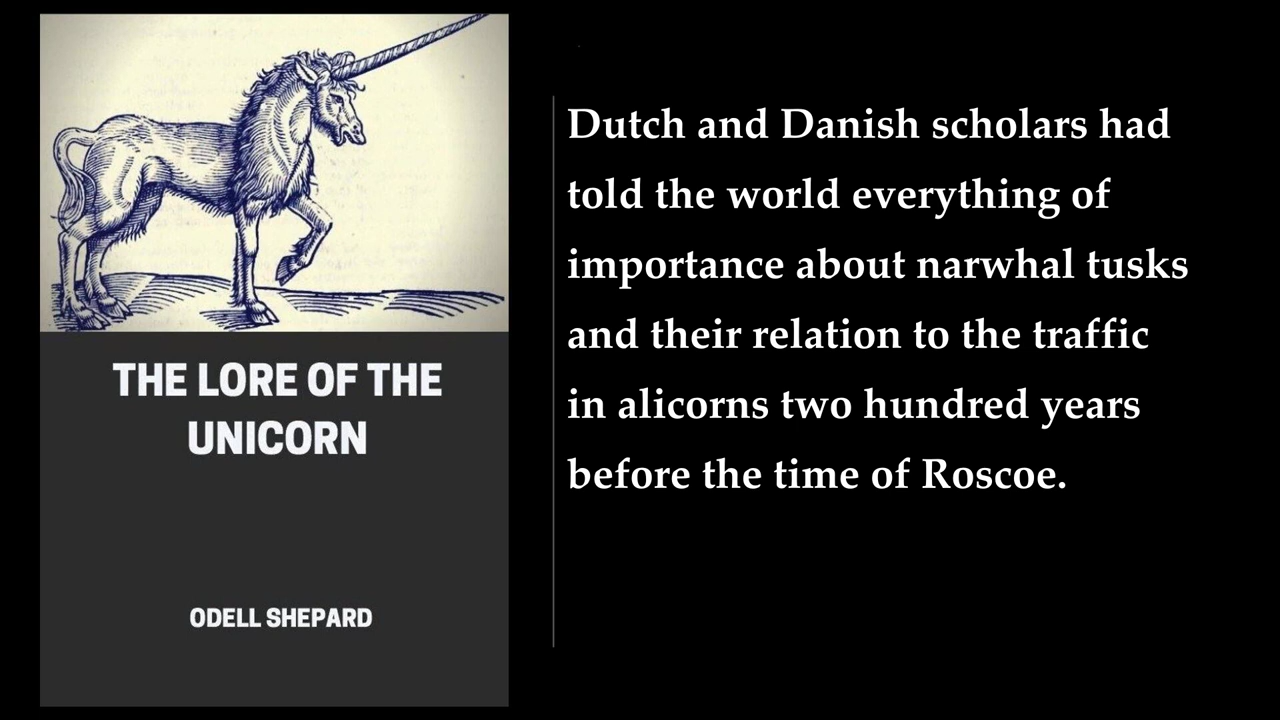 THE LORE OF THE
UNICORN
ODELL SHEPARD
Dutch and Danish scholars had
told the world everything of
importance about narwhal tusks
and their relation to the traffic
in alicorns two hundred years
before the time of Roscoe.